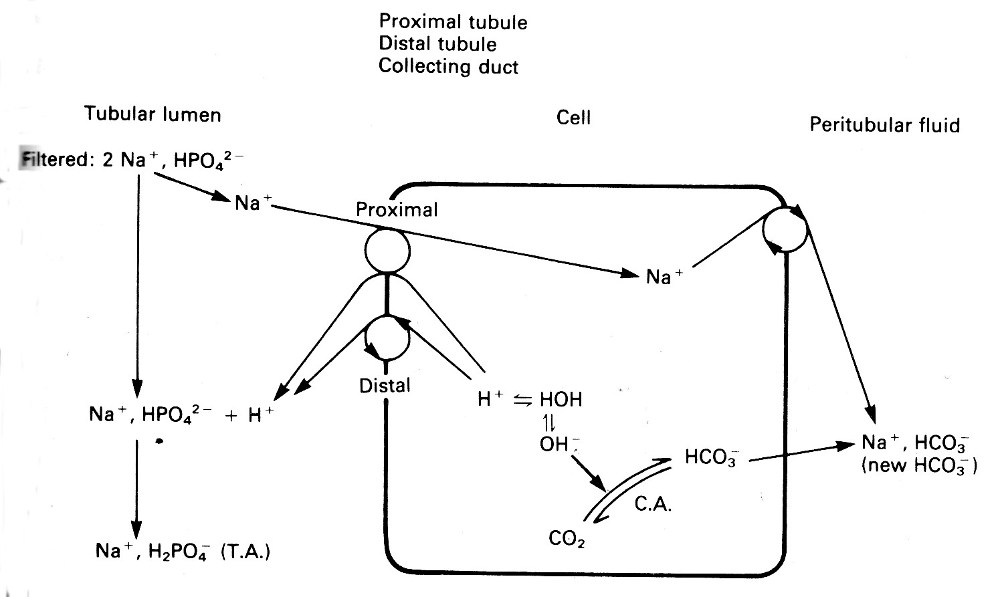 Proximal tubule
Distal tubule
Collecting duct
Tubular lumen
Cell
Peritubular fluid
Filtered: 2 Na⁺, HPO₄²⁻
Na⁺
Proximal
Na⁺
Distal
H⁺ ⇋ HOH
⥮
OH⁻
Na⁺, HPO₄²⁻ + H⁺
HCO₃⁻
Na⁺, HCO₃⁻
(new HCO₃⁻)
C.A.
CO₂
Na⁺, H₂PO₄⁻ (T.A.)